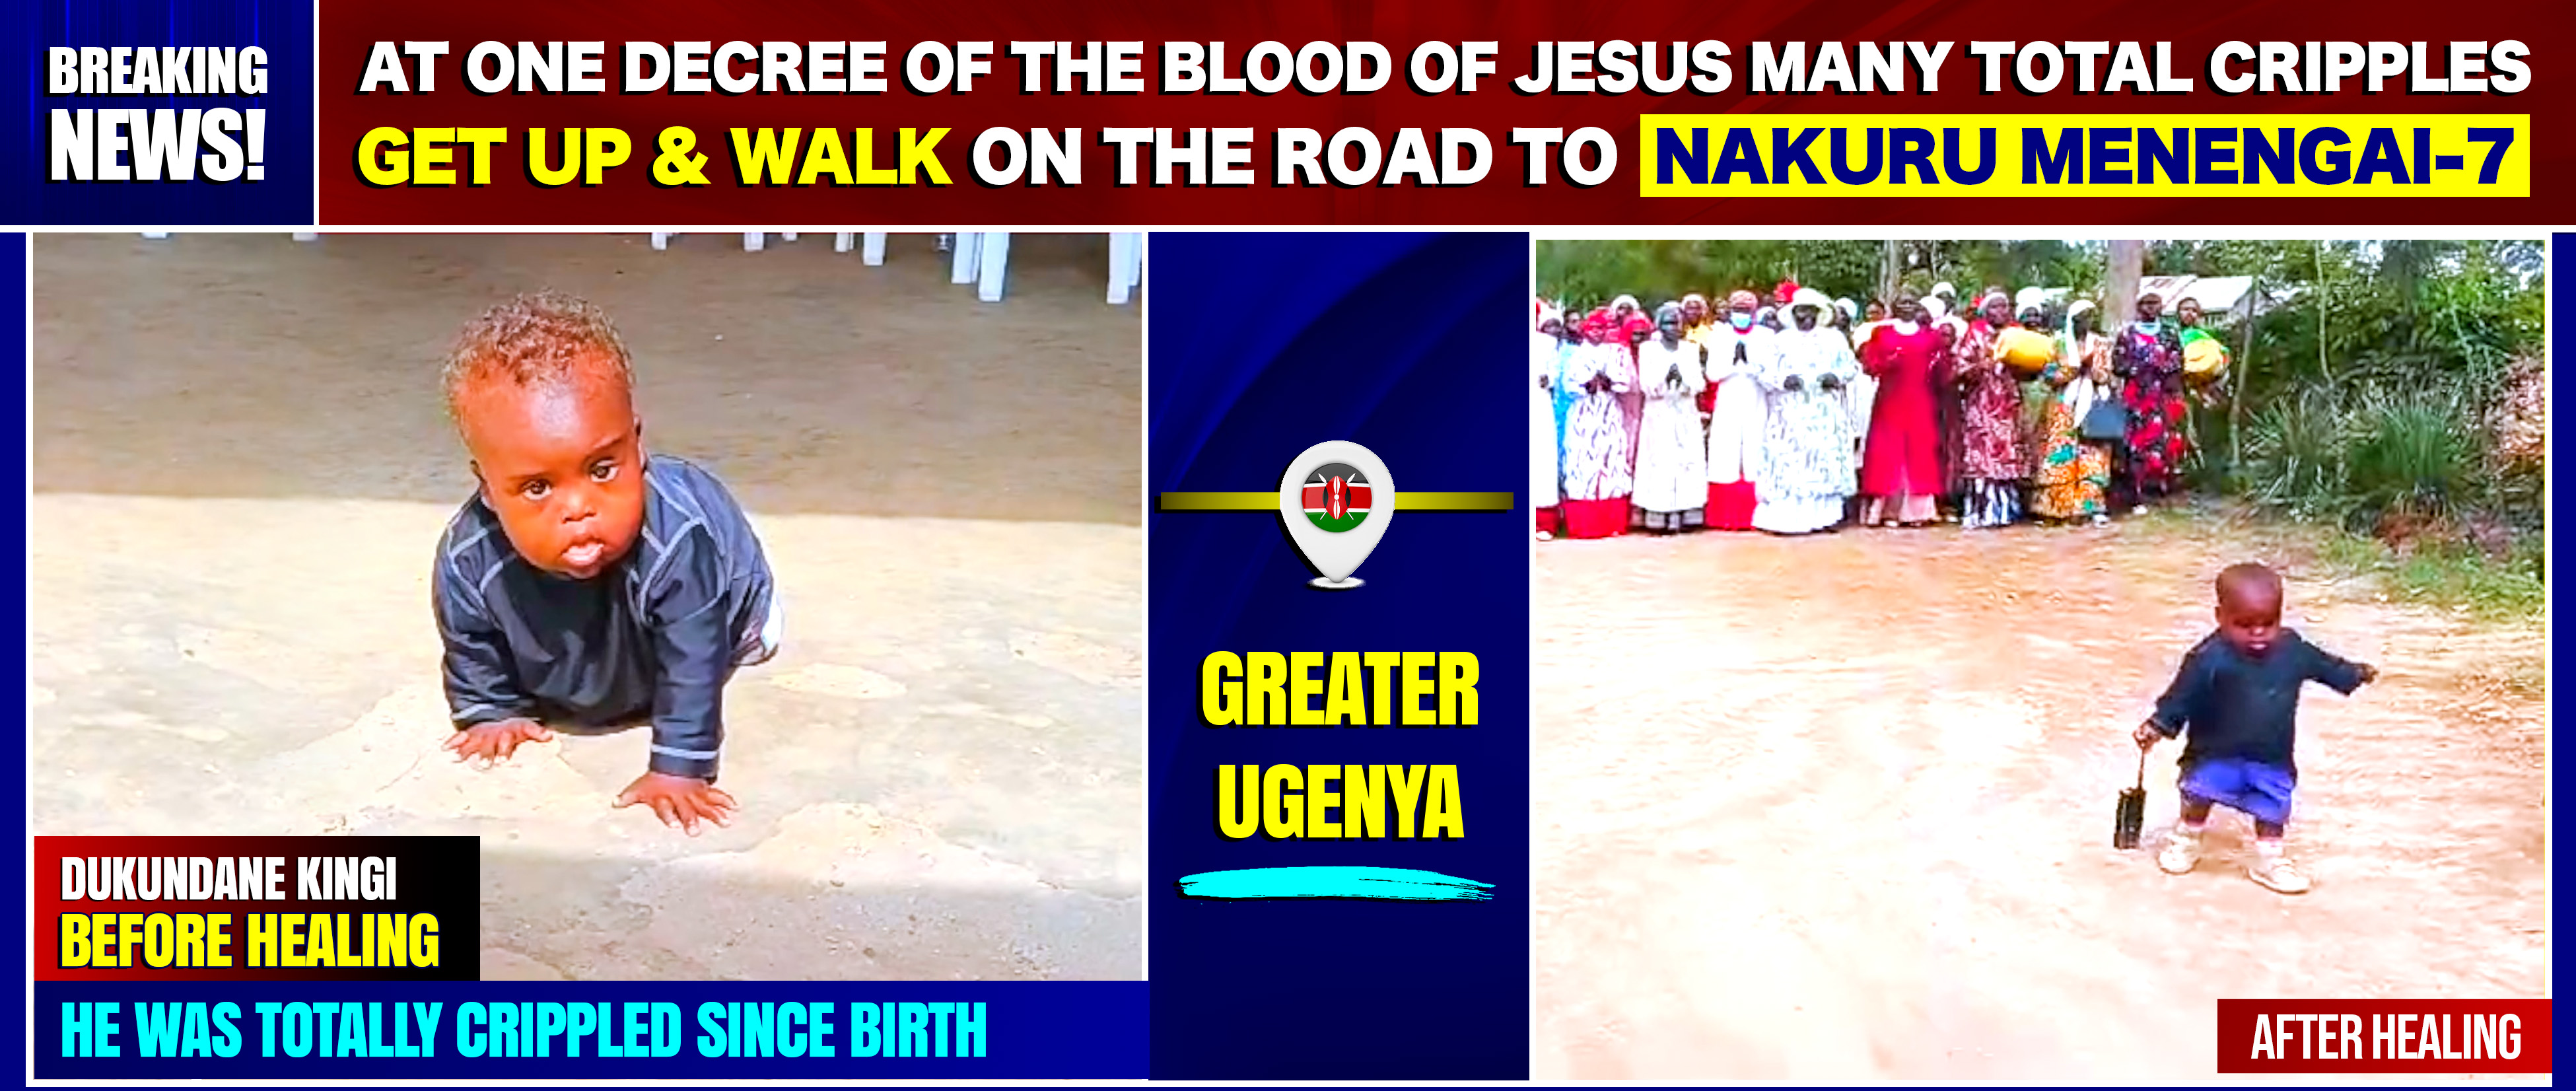 BREAKING
NEWS!
AT ONE DECREE OF THE BLOOD OF JESUS MANY TOTAL CRIPPLES
GET UP & WALK ON THE ROAD TO NAKURU MENENGAI-7
DUKUNDANE KINGI
BEFORE HEALING
HE WAS TOTALLY CRIPPLED SINCE BIRTH
GREATER
UGENYA
AFTER HEALING